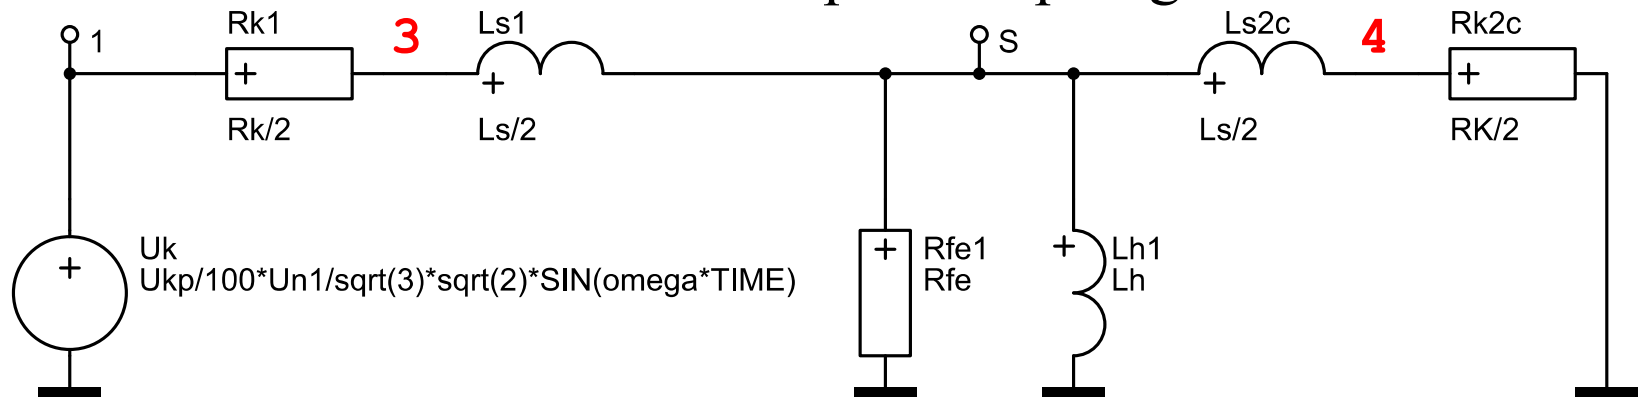 1
Rk1
3
Ls1
S
Ls2c
4
Rk2c
Rk/2
Ls/2
Ls/2
RK/2
Uk
Ukp/100*Un1/sqrt(3)*sqrt(2)*SIN(omega*TIME)
Rfe1
Rfe
Lh1
Lh